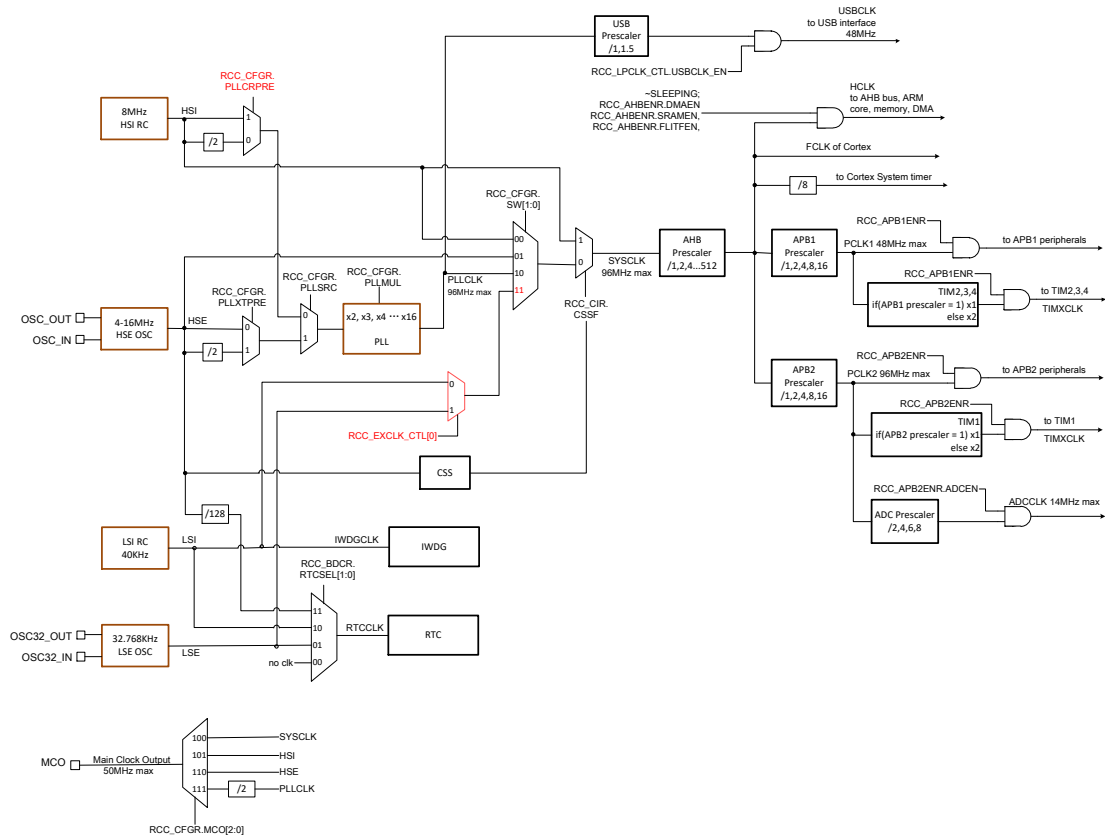 USBCLK
to USB interface
48MHz
USB
Prescaler
/1,1.5
RCC_LPCLK_CTL.USBCLK_EN
RCC_CFGR.
PLLCRPRE
~SLEEPING;
RCC_AHBENR.DMAEN
RCC_AHBENR.SRAMEN,
RCC_AHBENR.FLITFEN,
HCLK
to AHB bus, ARM
core, memory, DMA
8MHz
HSI RC
HSI
/2
1
0
FCLK of Cortex
/8
to Cortex System timer
RCC_CFGR.
SW[1:0]
00
01
10
11
1
0
SYSCLK
96MHz max
AHB
Prescaler
/1,2,4...512
RCC_CIR.
CSSF
APB1
Prescaler
/1,2,4,8,16
RCC_APB1ENR
PCLK1 48MHz max
to APB1 peripherals
RCC_APB1ENR
TIM2,3,4
if(APB1 prescaler = 1) x1
else x2
to TIM2,3,4
TIMXCLK
OSC_OUT
OSC_IN
4-16MHz
HSE OSC
HSE
/2
RCC_CFGR.
PLLXTPRE
0
1
RCC_CFGR.
PLLSRC
0
1
RCC_CFGR.
PLLMUL
x2, x3, x4 ··· x16
PLL
PLLCLK
96MHz max
APB2
Prescaler
/1,2,4,8,16
RCC_APB2ENR
PCLK2 96MHz max
to APB2 peripherals
RCC_APB2ENR
TIM1
if(APB2 prescaler = 1) x1
else x2
to TIM1
TIMXCLK
0
1
RCC_EXCLK_CTL[0]
CSS
RCC_APB2ENR.ADCEN
ADC Prescaler
/2,4,6,8
ADCCLK 14MHz max
/128
LSI RC
40KHz
LSI
IWDGCLK
IWDG
RCC_BDCR.
RTCSEL[1:0]
11
10
01
00
no clk
RTCCLK
RTC
OSC32_OUT
OSC32_IN
32.768KHz
LSE OSC
LSE
MCO
Main Clock Output
50MHz max
100
101
110
111
SYSCLK
HSI
HSE
/2
PLLCLK
RCC_CFGR.MCO[2:0]